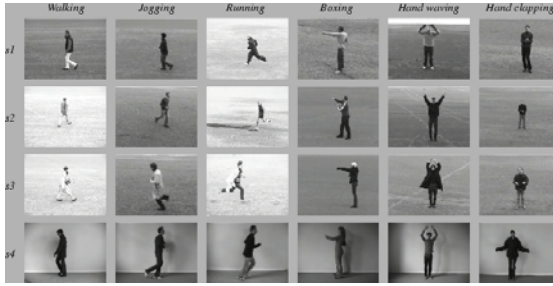 Walking Jogging Running Boxing Hand waving Hand clapping
s1
s2
s3
s4